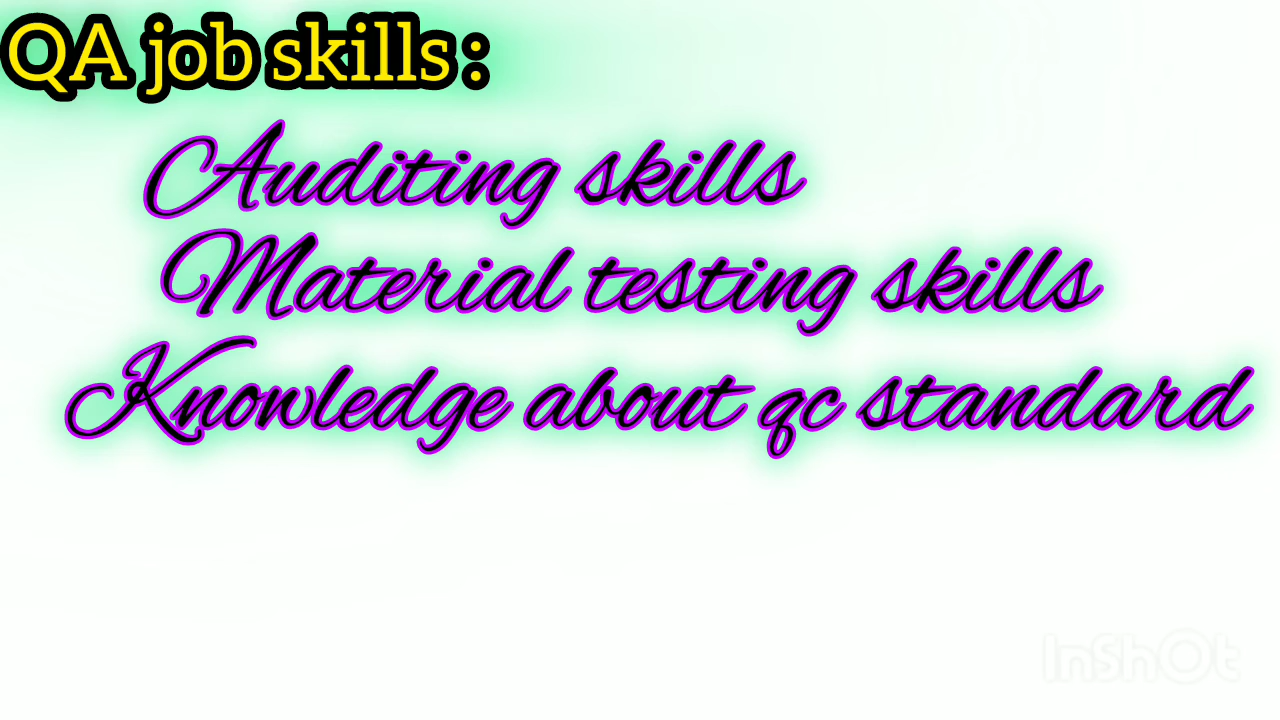 QA job skills:
Auditing skills
Material testing skills
Knowledge about qc standard
InShOt